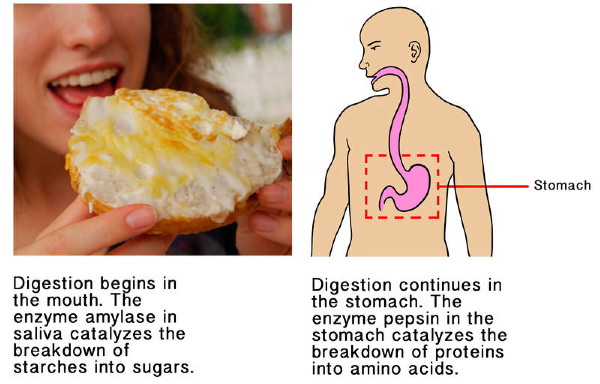 Stomach
Digestion begins in
the mouth. The
enzyme amylase in
saliva catalyzes the
breakdown of
starches into sugars.
Digestion continues in
the stomach. The
enzyme pepsin in the
stomach catalyzes the
breakdown of proteins
into amino acids.